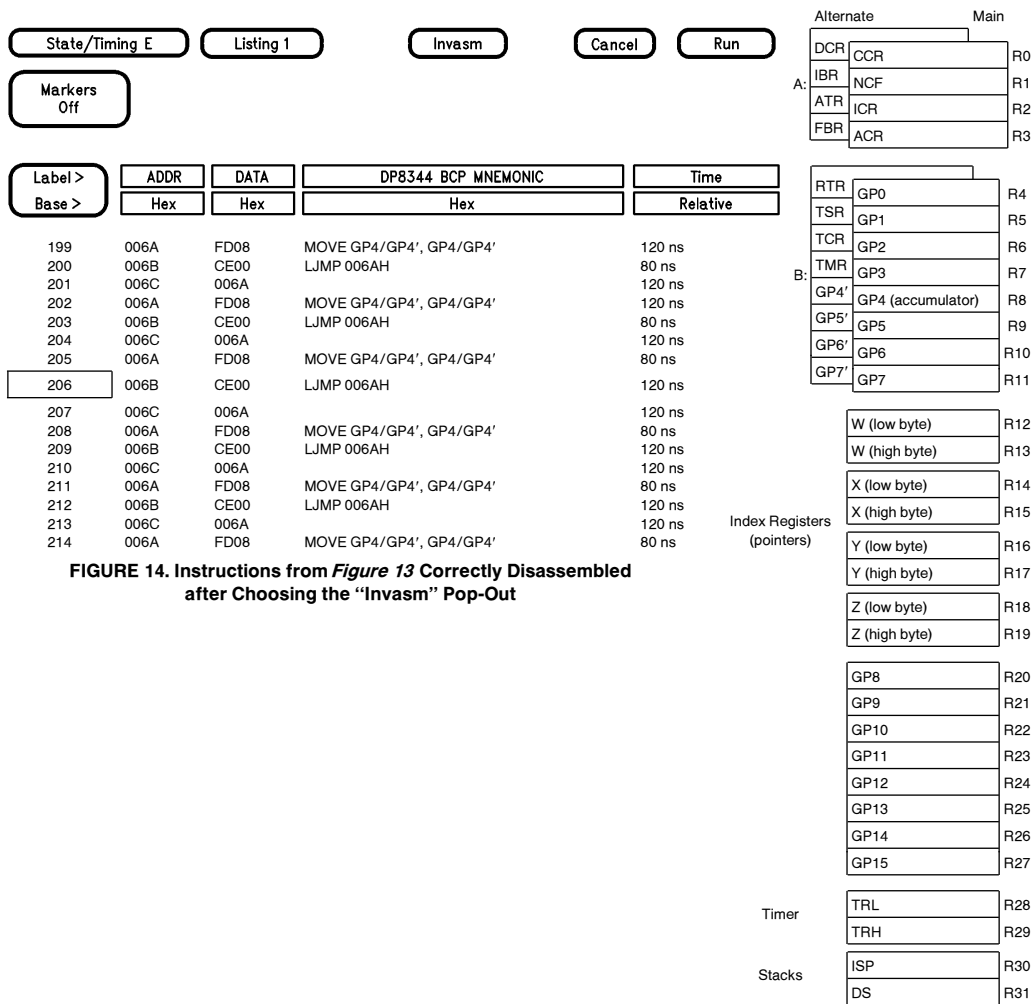 State/Timing E Listing 1 Invasm Cancel Run
Markers
Off
Label > ADDR DATA DP8344 BCP MNEMONIC Time
Base > Hex Hex Hex Relative
199 006A FD08 MOVE GP4/GP4′, GP4/GP4′ 120 ns
200 006B CE00 LJMP 006AH 80 ns
201 006C 006A 120 ns
202 006A FD08 MOVE GP4/GP4′, GP4/GP4′ 120 ns
203 006B CE00 LJMP 006AH 80 ns
204 006C 006A 120 ns
205 006A FD08 MOVE GP4/GP4′, GP4/GP4′ 80 ns
206 006B CE00 LJMP 006AH 120 ns
207 006C 006A 120 ns
208 006A FD08 MOVE GP4/GP4′, GP4/GP4′ 80 ns
209 006B CE00 LJMP 006AH 120 ns
210 006C 006A 120 ns
211 006A FD08 MOVE GP4/GP4′, GP4/GP4′ 80 ns
212 006B CE00 LJMP 006AH 120 ns
213 006C 006A 120 ns
214 006A FD08 MOVE GP4/GP4′, GP4/GP4′ 80 ns
FIGURE 14. Instructions from Figure 13 Correctly Disassembled
after Choosing the “Invasm” Pop-Out
Alternate Main
A:
DCR CCR R0
IBR NCF R1
ATR ICR R2
FBR ACR R3
B:
RTR GP0 R4
TSR GP1 R5
TCR GP2 R6
TMR GP3 R7
GP4′ GP4 (accumulator) R8
GP5′ GP5 R9
GP6′ GP6 R10
GP7′ GP7 R11
Index Registers
(pointers)
W (low byte) R12
W (high byte) R13
X (low byte) R14
X (high byte) R15
Y (low byte) R16
Y (high byte) R17
Z (low byte) R18
Z (high byte) R19
GP8 R20
GP9 R21
GP10 R22
GP11 R23
GP12 R24
GP13 R25
GP14 R26
GP15 R27
Timer
TRL R28
TRH R29
Stacks
ISP R30
DS R31